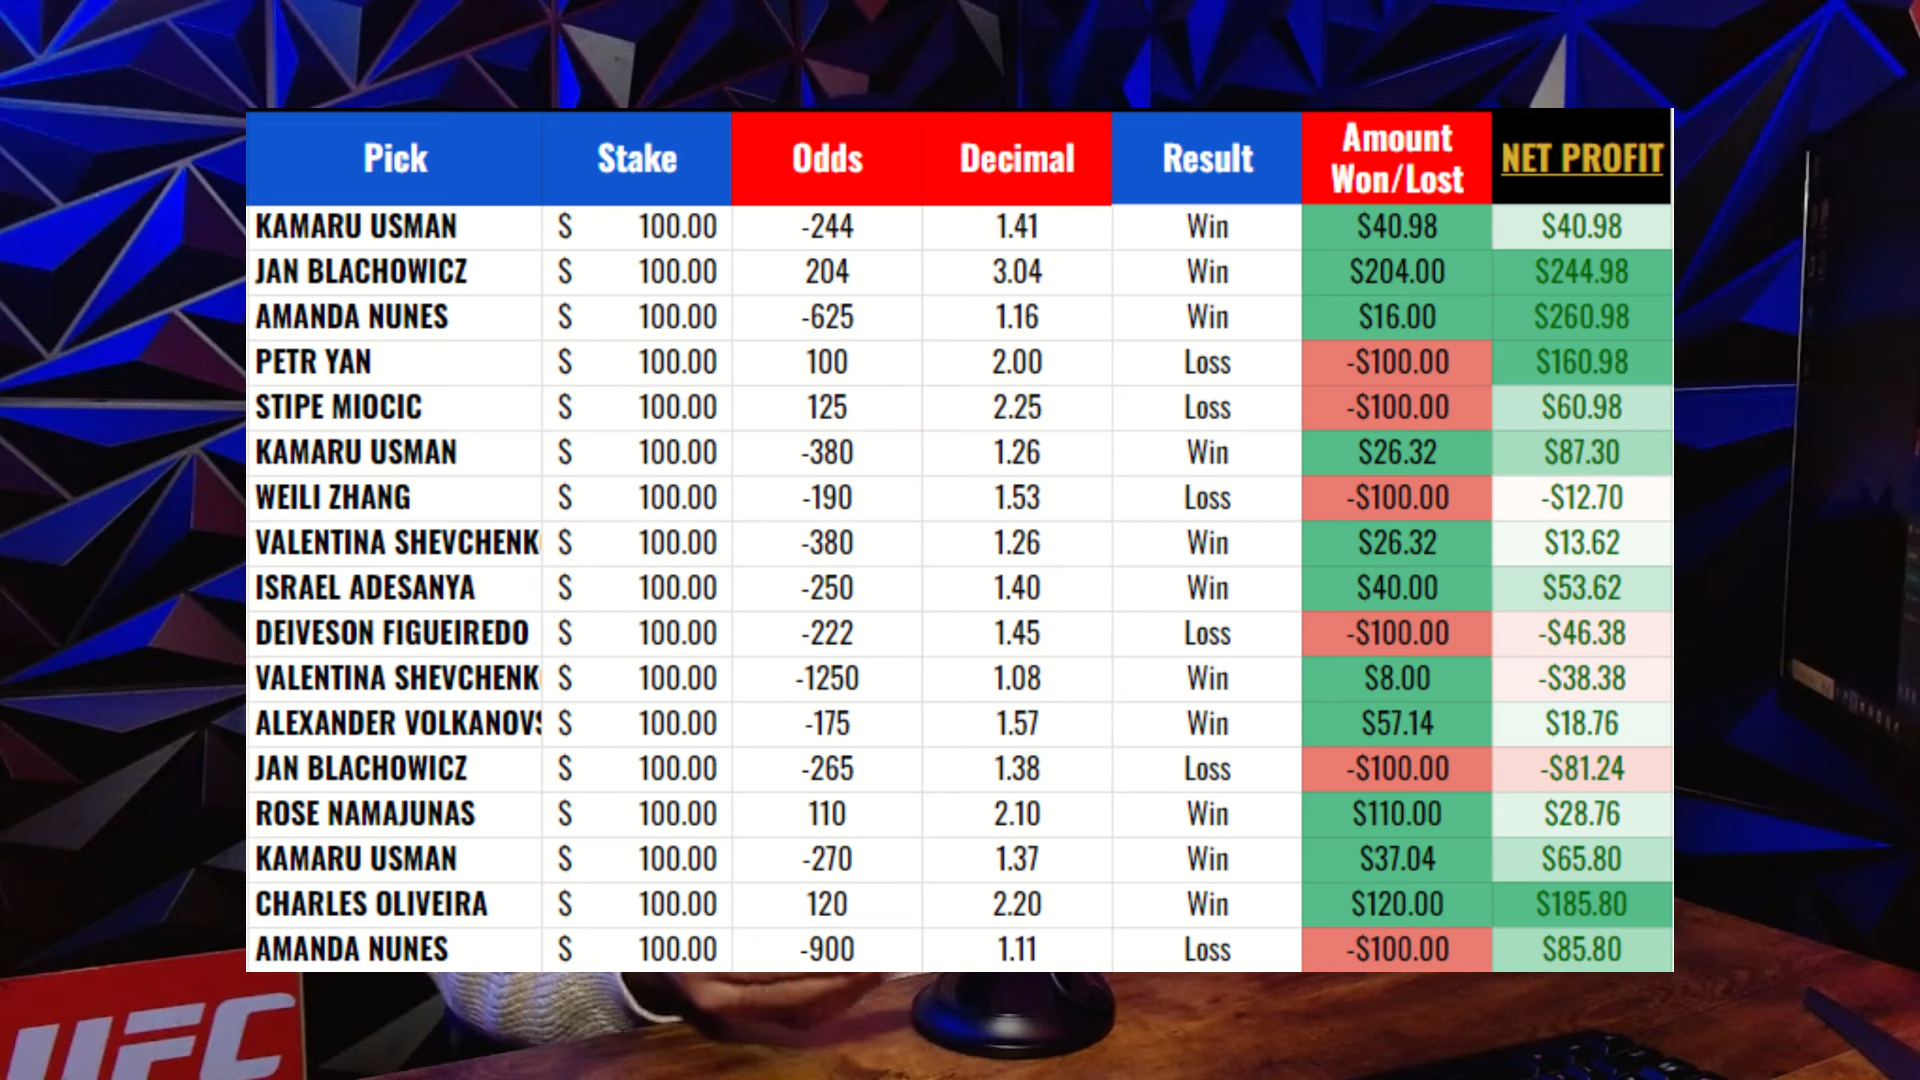 Pick Stake Odds Decimal Result Amount Won/Lost NET PROFIT
KAMARU USMAN $ 100.00 -244 1.41 Win $40.98 $40.98
JAN BLACHOWICZ $ 100.00 204 3.04 Win $204.00 $244.98
AMANDA NUNES $ 100.00 -625 1.16 Win $16.00 $260.98
PETR YAN $ 100.00 100 2.00 Loss -$100.00 $160.98
STIPE MIOCIC $ 100.00 125 2.25 Loss -$100.00 $60.98
KAMARU USMAN $ 100.00 -380 1.26 Win $26.32 $87.30
WEILI ZHANG $ 100.00 -190 1.53 Loss -$100.00 -$12.70
VALENTINA SHEVCHENK $ 100.00 -380 1.26 Win $26.32 $13.62
ISRAEL ADESANYA $ 100.00 -250 1.40 Win $40.00 $53.62
DEIVESON FIGUEIREDO $ 100.00 -222 1.45 Loss -$100.00 -$46.38
VALENTINA SHEVCHENK $ 100.00 -1250 1.08 Win $8.00 -$38.38
ALEXANDER VOLKANOVS $ 100.00 -175 1.57 Win $57.14 $18.76
JAN BLACHOWICZ $ 100.00 -265 1.38 Loss -$100.00 -$81.24
ROSE NAMAJUNAS $ 100.00 110 2.10 Win $110.00 $28.76
KAMARU USMAN $ 100.00 -270 1.37 Win $37.04 $65.80
CHARLES OLIVEIRA $ 100.00 120 2.20 Win $120.00 $185.80
AMANDA NUNES $ 100.00 -900 1.11 Loss -$100.00 $85.80
UFC